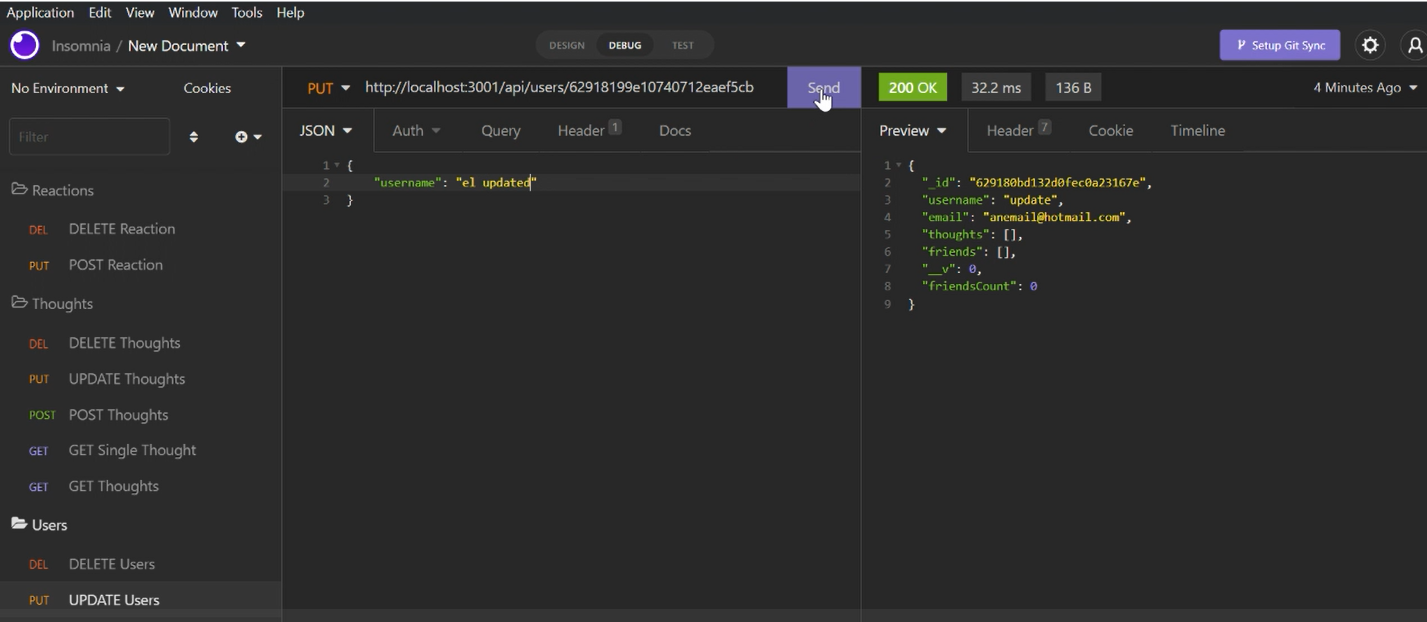 Application Edit View Window Tools Help
Insomnia / New Document
DESIGN DEBUG TEST
Setup Git Sync
No Environment
Cookies
PUT http://localhost:3001/api/users/62918199e10740712eaef5cb
Send
200 OK 32.2 ms 136 B
4 Minutes Ago
Filter
JSON Auth Query Header 1 Docs
Preview Header 7 Cookie Timeline
Reactions
DEL DELETE Reaction
PUT POST Reaction
Thoughts
DEL DELETE Thoughts
PUT UPDATE Thoughts
POST POST Thoughts
GET GET Single Thought
GET GET Thoughts
Users
DEL DELETE Users
PUT UPDATE Users
1 {
2 "username": "el updated"
3 }
1 {
2 "_id": "629180bd132d0fec0a23167e",
3 "username": "update",
4 "email": "anemail@hotmail.com",
5 "thoughts": [],
6 "friends": [],
7 "__v": 0,
8 "friendsCount": 0
9 }